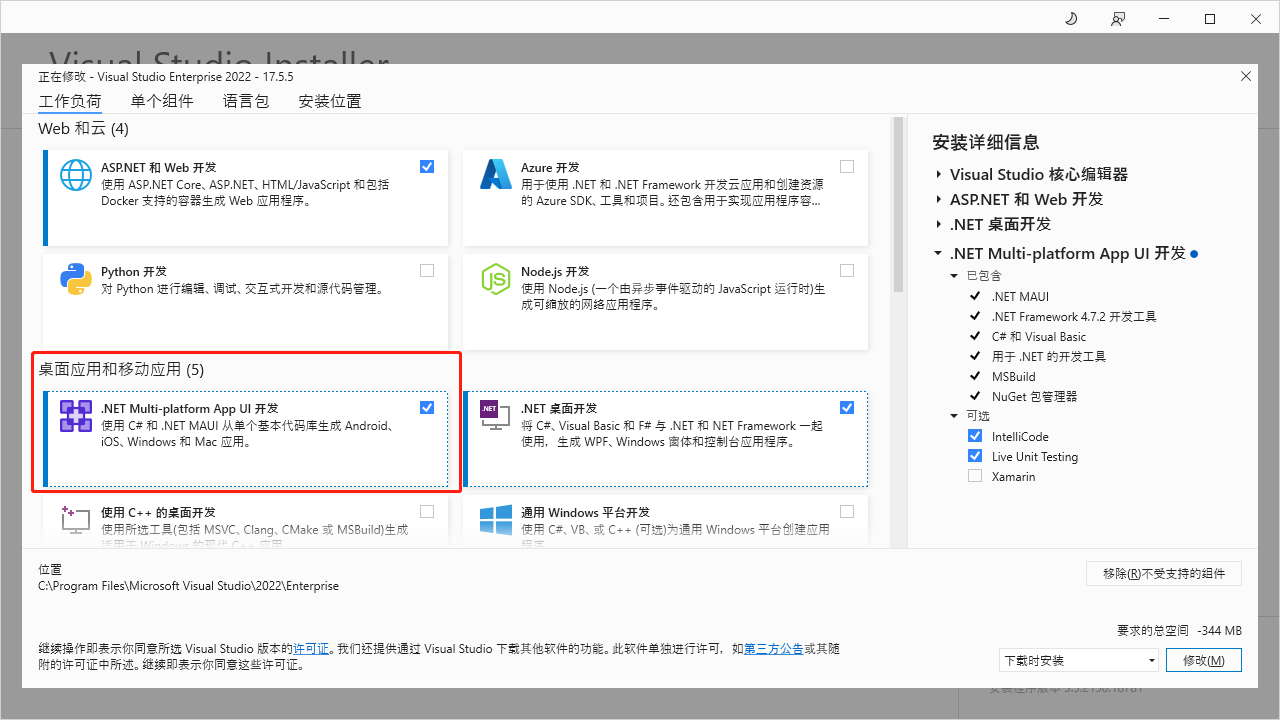 Visual Studio Installer
正在修改 - Visual Studio Enterprise 2022 - 17.5.5
工作负荷 单个组件 语言包 安装位置
Web 和云 (4)
ASP.NET 和 Web 开发
使用 ASP.NET Core、ASP.NET、HTML/JavaScript 和包括
Docker 支持的容器生成 Web 应用程序。
Azure 开发
用于使用 .NET 和 .NET Framework 开发云应用和创建资源
的 Azure SDK、工具和项目。还包含用于实现应用程序容...
Python 开发
对 Python 进行编辑、调试、交互式开发和源代码管理。
Node.js 开发
使用 Node.js (一个由异步事件驱动的 JavaScript 运行时)生
成可缩放的网络应用程序。
桌面应用和移动应用 (5)
.NET Multi-platform App UI 开发
使用 C# 和 .NET MAUI 从单个基本代码库生成 Android、
iOS、Windows 和 Mac 应用。
.NET
.NET 桌面开发
将 C#、Visual Basic 和 F# 与 .NET 和 NET Framework 一起
使用，生成 WPF、Windows 窗体和控制台应用程序。
使用 C++ 的桌面开发
使用所选工具(包括 MSVC、Clang、CMake 或 MSBuild)生成
适用于 Windows 的现代 C++ 应用
通用 Windows 平台开发
使用 C#、VB、或 C++ (可选)为通用 Windows 平台创建应用
程序
安装详细信息
Visual Studio 核心编辑器
ASP.NET 和 Web 开发
.NET 桌面开发
.NET Multi-platform App UI 开发
已包含
.NET MAUI
.NET Framework 4.7.2 开发工具
C# 和 Visual Basic
用于 .NET 的开发工具
MSBuild
NuGet 包管理器
可选
IntelliCode
Live Unit Testing
Xamarin
位置
C:\Program Files\Microsoft Visual Studio\2022\Enterprise
移除(R)不受支持的组件
要求的总空间 -344 MB
继续操作即表示你同意所选 Visual Studio 版本的许可证。我们还提供通过 Visual Studio 下载其他软件的功能。此软件单独进行许可，如第三方公告或其随
附的许可证中所述。继续即表示你同意这些许可证。
下载时安装 修改(M)